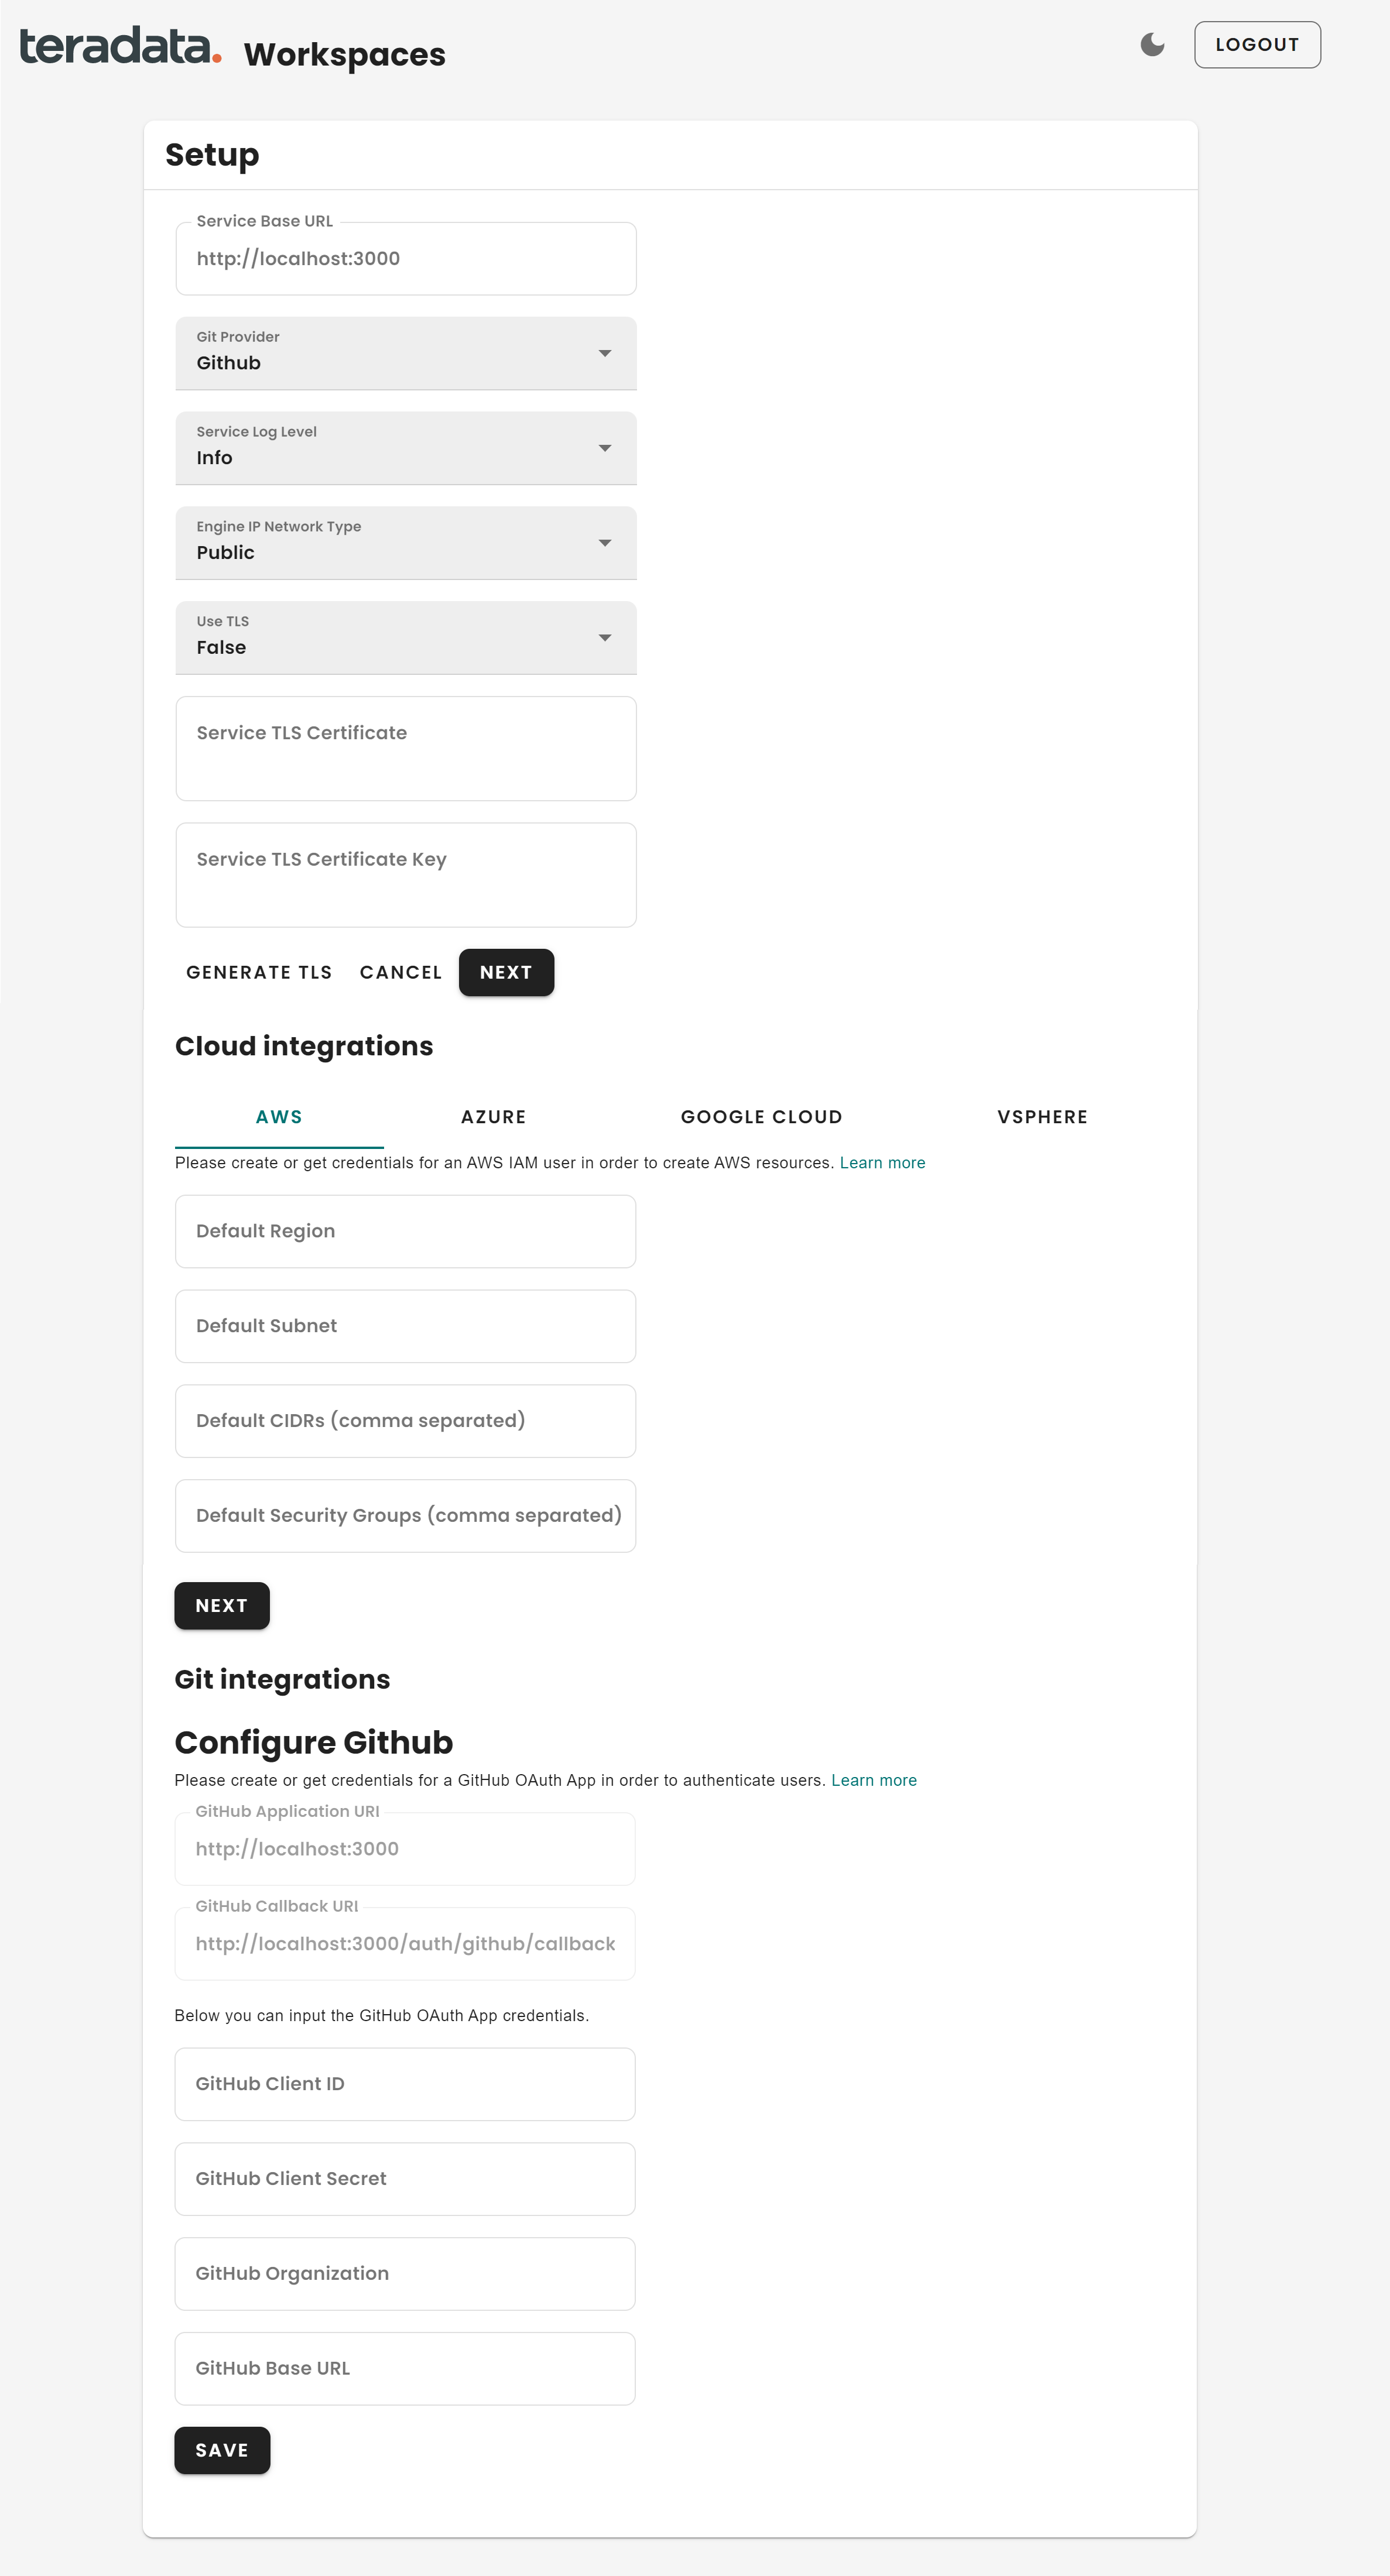 teradata. Workspaces
LOGOUT
Setup
Service Base URL
http://localhost:3000
Git Provider
Github
Service Log Level
Info
Engine IP Network Type
Public
Use TLS
False
Service TLS Certificate
Service TLS Certificate Key
GENERATE TLS CANCEL NEXT
Cloud integrations
AWS AZURE GOOGLE CLOUD VSPHERE
Please create or get credentials for an AWS IAM user in order to create AWS resources. Learn more
Default Region
Default Subnet
Default CIDRs (comma separated)
Default Security Groups (comma separated)
NEXT
Git integrations
Configure Github
Please create or get credentials for a GitHub OAuth App in order to authenticate users. Learn more
GitHub Application URL
http://localhost:3000
GitHub Callback URL
http://localhost:3000/auth/github/callback
Below you can input the GitHub OAuth App credentials.
GitHub Client ID
GitHub Client Secret
GitHub Organization
GitHub Base URL
SAVE